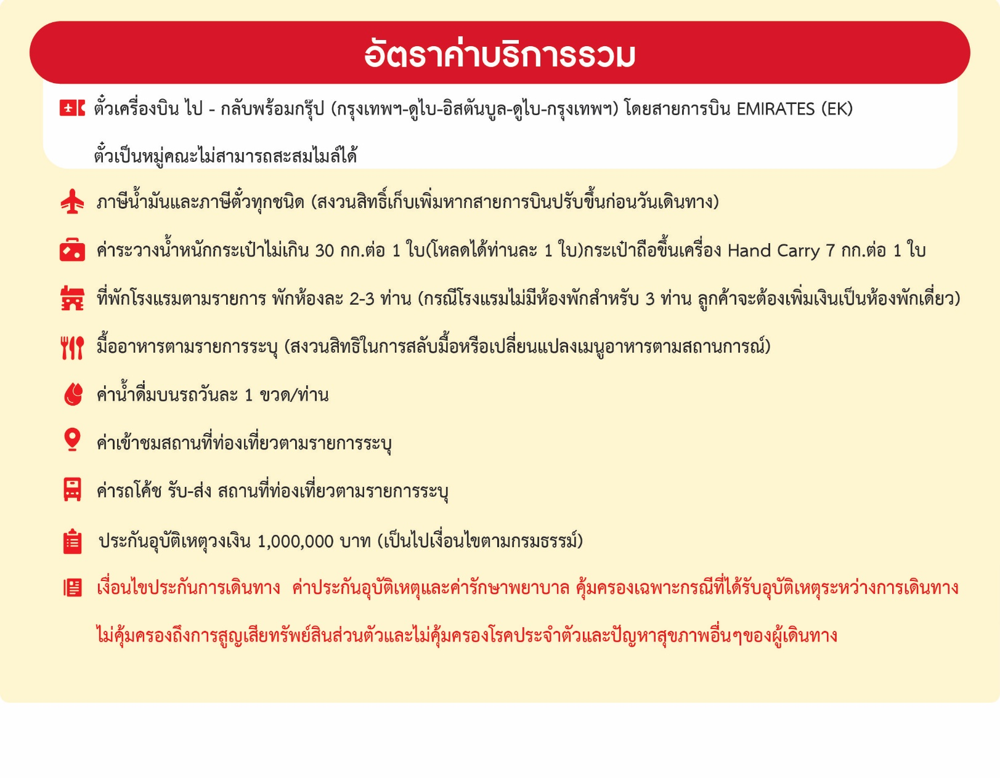 อัตราค่าบริการรวม
ตั๋วเครื่องบิน ไป - กลับพร้อมกรุ๊ป (กรุงเทพฯ-ดูไบ-อิสตันบูล-ดูไบ-กรุงเทพฯ) โดยสายการบิน EMIRATES (EK)
ตั๋วเป็นหมู่คณะไม่สามารถสะสมไมล์ได้
ภาษีน้ำมันและภาษีตั๋วทุกชนิด (สงวนสิทธิ์เก็บเพิ่มหากสายการบินปรับขึ้นก่อนวันเดินทาง)
ค่าระวางน้ำหนักกระเป๋าไม่เกิน 30 กก.ต่อ 1 ใบ(โหลดได้ท่านละ 1 ใบ)กระเป๋าถือขึ้นเครื่อง Hand Carry 7 กก.ต่อ 1 ใบ
ที่พักโรงแรมตามรายการ พักห้องละ 2-3 ท่าน (กรณีโรงแรมไม่มีห้องพักสำหรับ 3 ท่าน ลูกค้าจะต้องเพิ่มเงินเป็นห้องพักเดี่ยว)
มื้ออาหารตามรายการระบุ (สงวนสิทธิในการสลับมื้อหรือเปลี่ยนแปลงเมนูอาหารตามสถานการณ์)
ค่าน้ำดื่มบนรถวันละ 1 ขวด/ท่าน
ค่าเข้าชมสถานที่ท่องเที่ยวตามรายการระบุ
ค่ารถโค้ช รับ-ส่ง สถานที่ท่องเที่ยวตามรายการระบุ
ประกันอุบัติเหตุวงเงิน 1,000,000 บาท (เป็นไปเงื่อนไขตามกรมธรรม์)
เงื่อนไขประกันการเดินทาง ค่าประกันอุบัติเหตุและค่ารักษาพยาบาล คุ้มครองเฉพาะกรณีที่ได้รับอุบัติเหตุระหว่างการเดินทาง
ไม่คุ้มครองถึงการสูญเสียทรัพย์สินส่วนตัวและไม่คุ้มครองโรคประจำตัวและปัญหาสุขภาพอื่นๆของผู้เดินทาง